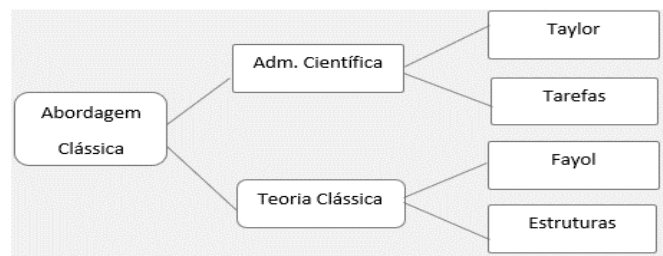 Abordagem
Clássica
Adm. Científica
Taylor
Tarefas
Teoria Clássica
Fayol
Estruturas